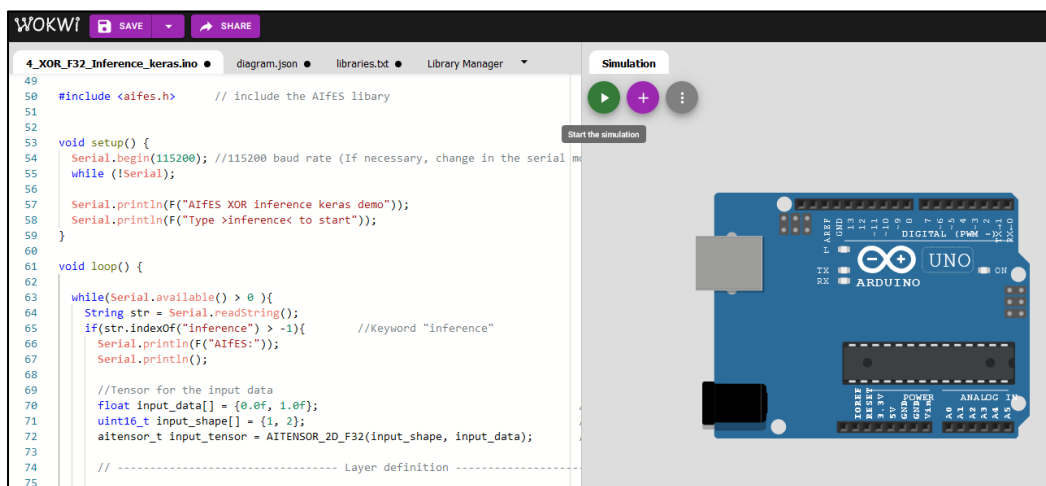 WOKWI SAVE SHARE
4_XOR_F32_Inference_keras.ino ● diagram.json ● libraries.txt ● Library Manager Simulation
49
50 #include <aifes.h> // include the AIfES libary
51
52
Start the simulation
53 void setup() {
54 Serial.begin(115200); //115200 baud rate (If necessary, change in the serial mo
55 while (!Serial);
56
57 Serial.println(F("AIfES XOR inference keras demo"));
58 Serial.println(F("Type >inference< to start"));
59 }
60
61 void loop() {
62
63 while(Serial.available() > 0 ){
64 String str = Serial.readString();
65 if(str.indexOf("inference") > -1){ //Keyword "inference"
66 Serial.println(F("AIfES:"));
67 Serial.println();
68
69 //Tensor for the input data
70 float input_data[] = {0.0f, 1.0f}; /
71 uint16_t input_shape[] = {1, 2}; /
72 aitensor_t input_tensor = AITENSOR_2D_F32(input_shape, input_data); /
73
74 // ---------------------------------- Layer definition --------------------
75
AREF
GND
13
12
~11
~10
~9
8
7
~6
~5
4
~3
2
TX→1
RX←0
DIGITAL (PWM ~)
UNO
TX
RX
ARDUINO
ON
POWER ANALOG IN
IOREF
RESET
3.3V
5V
GND
GND
Vin
A0
A1
A2
A3
A4
A5